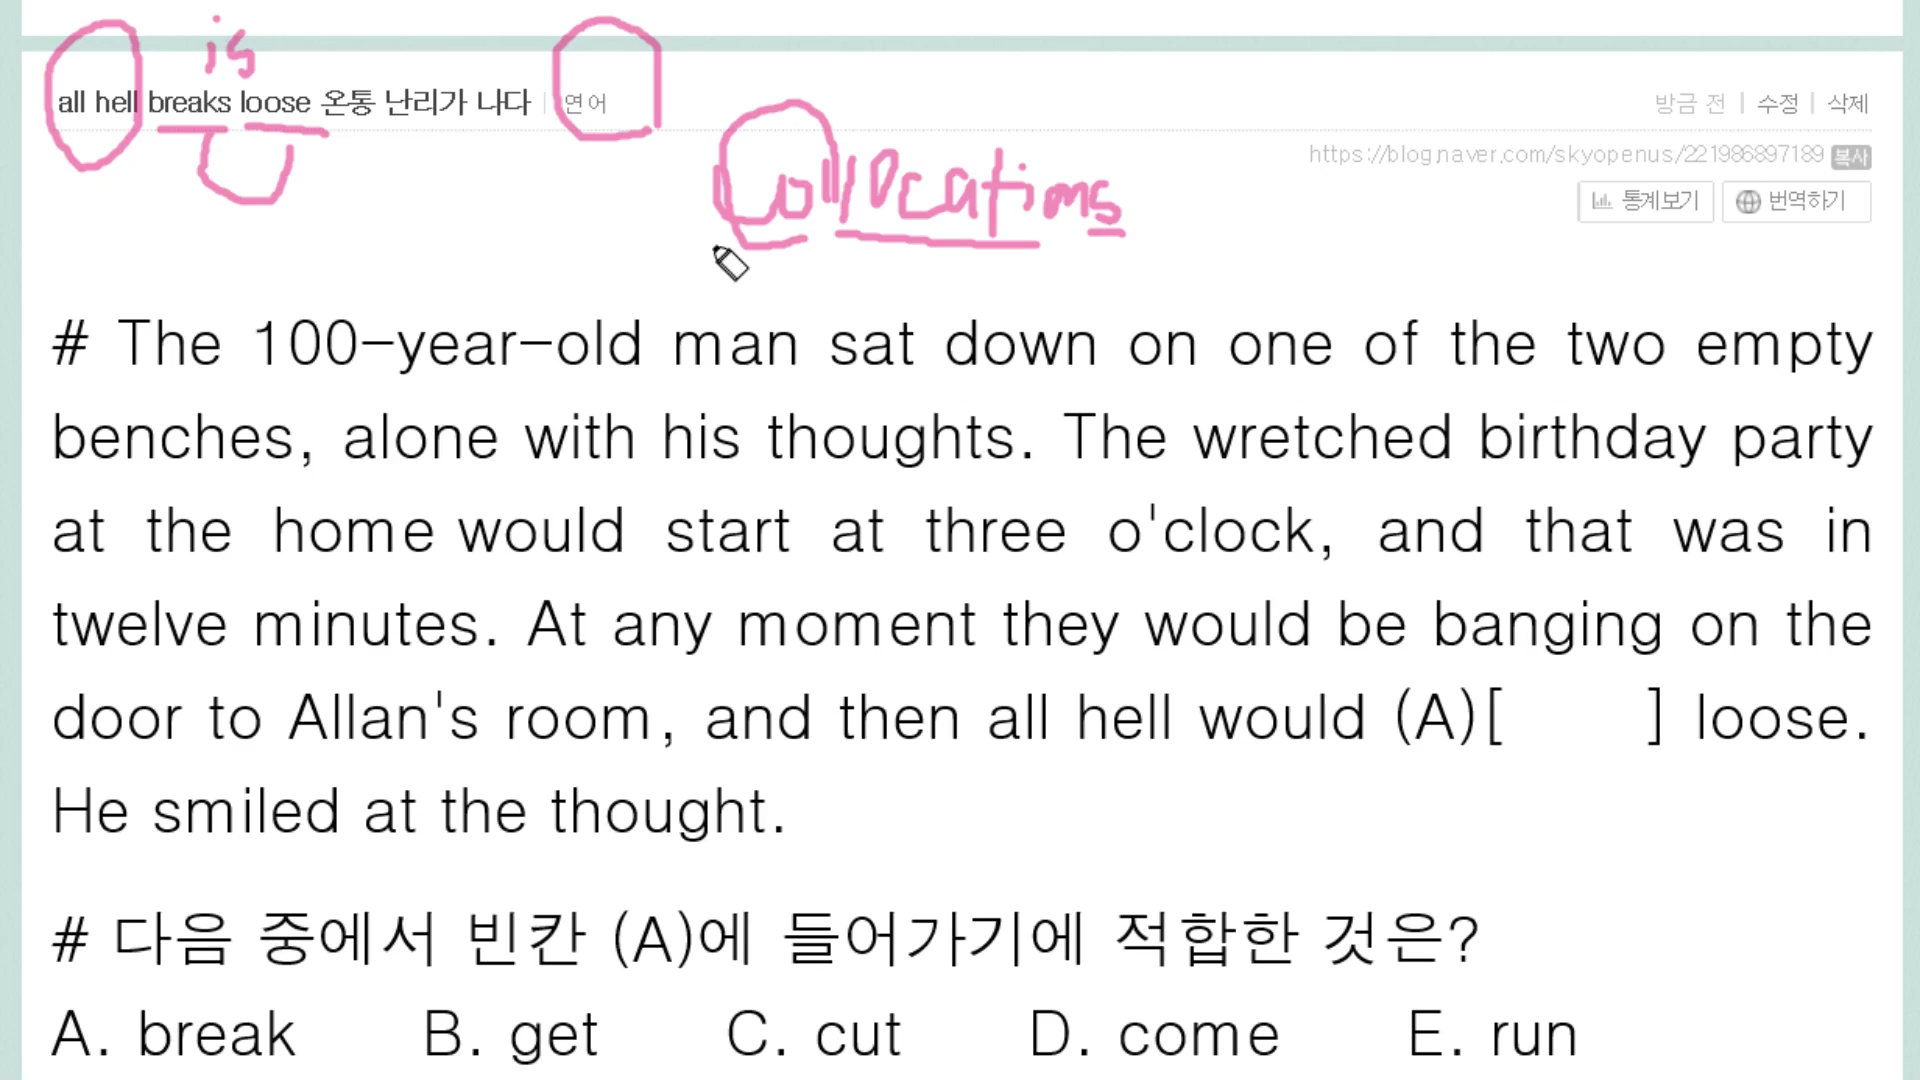 is
all hell breaks loose 온통 난리가 나다 | 연어
방금 전 | 수정 | 삭제
collocations
https://blog.naver.com/skyopenus/221986897189 복사
통계보기 번역하기
# The 100-year-old man sat down on one of the two empty
benches, alone with his thoughts. The wretched birthday party
at the home would start at three o'clock, and that was in
twelve minutes. At any moment they would be banging on the
door to Allan's room, and then all hell would (A)[ ] loose.
He smiled at the thought.
# 다음 중에서 빈칸 (A)에 들어가기에 적합한 것은?
A. break B. get C. cut D. come E. run